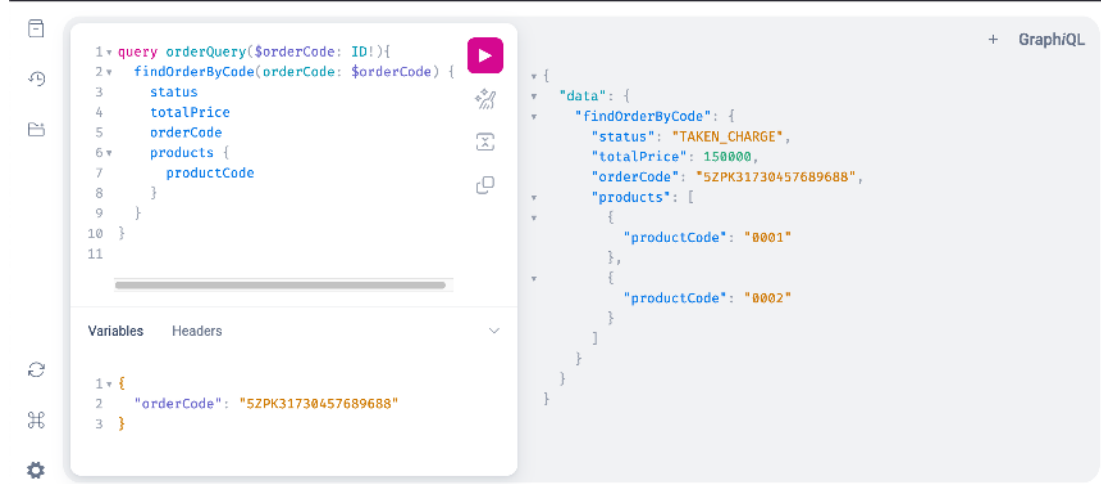 1 query orderQuery($orderCode: ID!){
2 findOrderByCode(orderCode: $orderCode) {
3 status
4 totalPrice
5 orderCode
6 products {
7 productCode
8 }
9 }
10 }
11
Variables Headers
1 {
2 "orderCode": "5ZPK31730457689688"
3 }
+ GraphiQL
{
"data": {
"findOrderByCode": {
"status": "TAKEN_CHARGE",
"totalPrice": 150000,
"orderCode": "5ZPK31730457689688",
"products": [
{
"productCode": "0001"
},
{
"productCode": "0002"
}
]
}
}
}